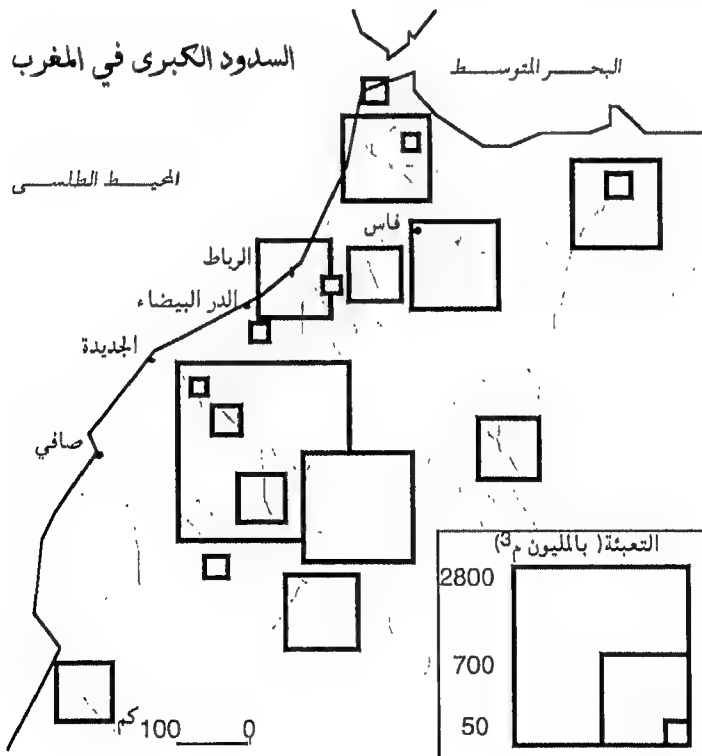 السدود الكبرى في المغرب
البحر المتوسط
المحيط الطلسي
فاس
الرباط
الدر البيضاء
الجديدة
صافي
التعبئة( بالمليون م3)
2800
700
50
كم 100 0